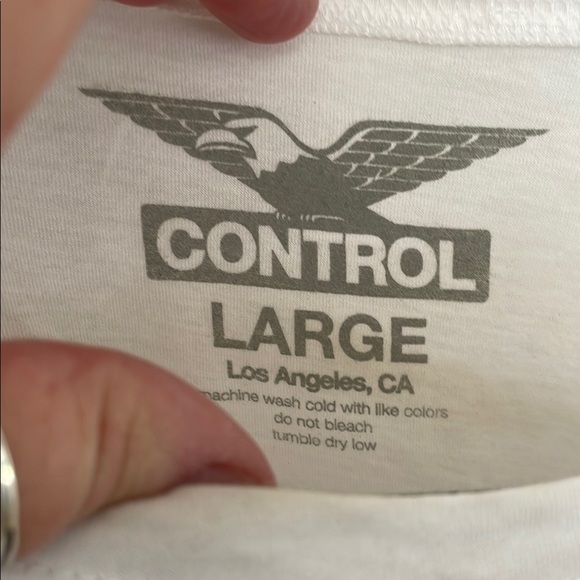 CONTROL
LARGE
Los Angeles, CA
machine wash cold with like colors
do not bleach
tumble dry low